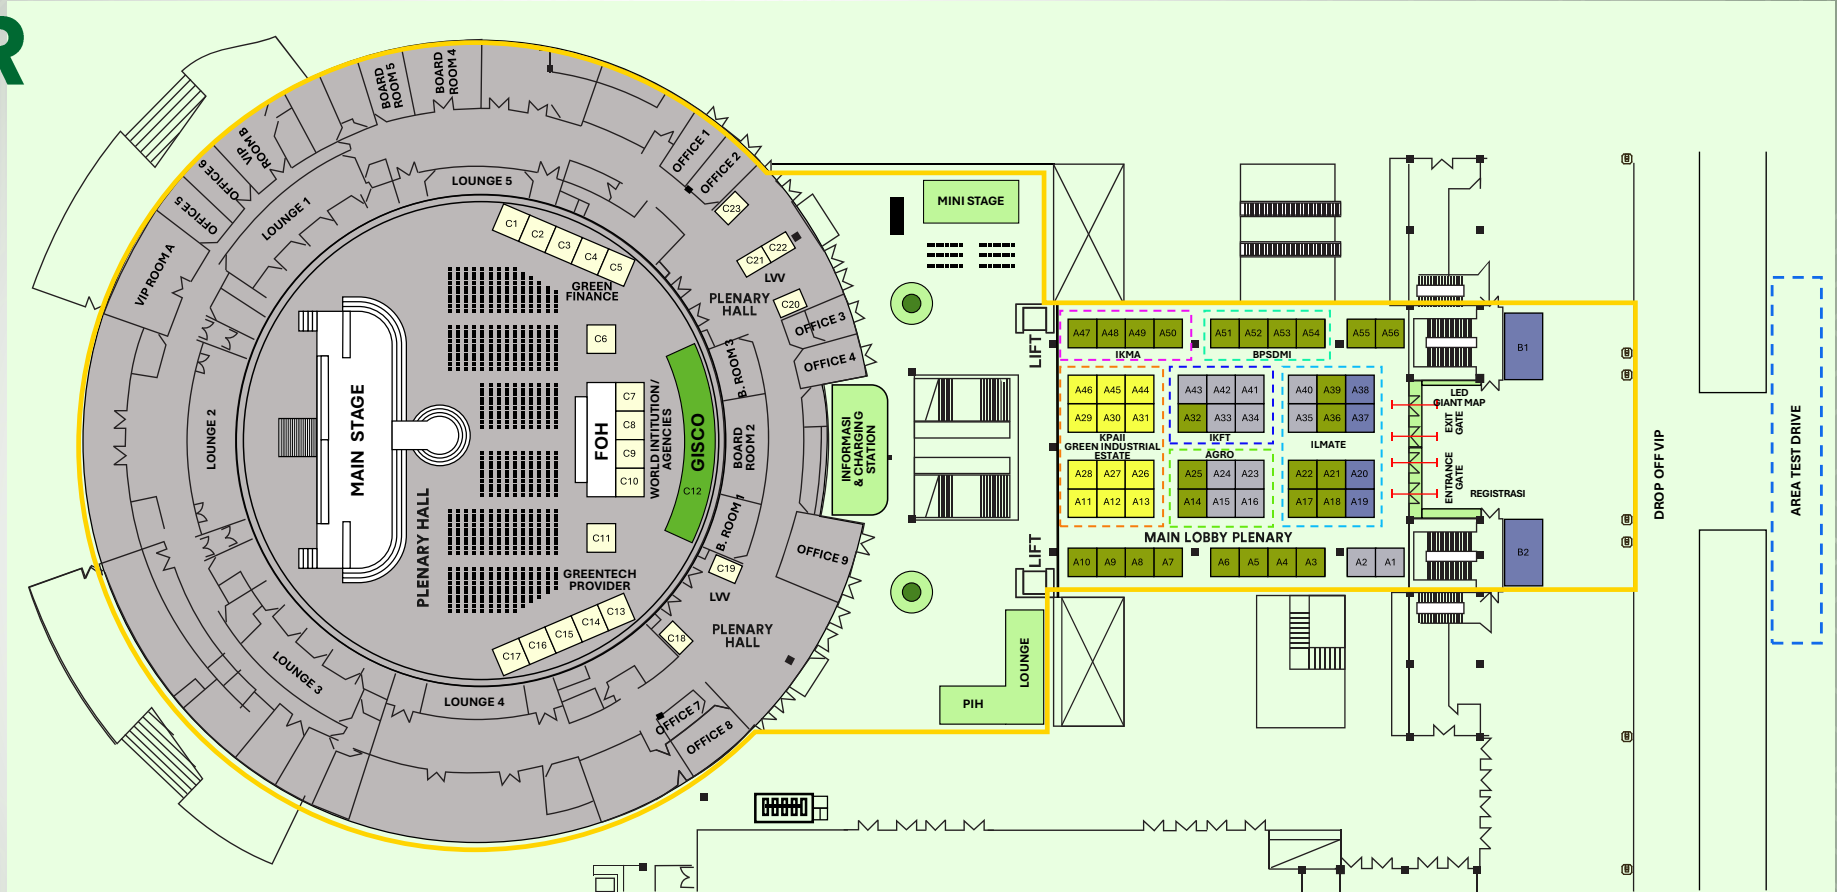 R
BOARD
ROOM 5
BOARD
ROOM 4
VIP
ROOM B
OFFICE 6
OFFICE 5
VIP ROOM A
LOUNGE 1
LOUNGE 5
OFFICE 1
OFFICE 2
C23
C22
C21
LVV
PLENARY
HALL
C20
OFFICE 3
OFFICE 4
C1
C2
C3
C4
C5
GREEN
FINANCE
C6
B. ROOM 3
LOUNGE 2
MAIN STAGE
FOH
C7
C8
C9
C10
WORLD INTITUTION/
AGENCIES
GISCO
C12
BOARD
ROOM 2
B. ROOM 1
INFORMASI
& CHARGING
STATION
PLENARY HALL
C11
GREENTECH
PROVIDER
C13
C14
C15
C16
C17
C19
LVV
C18
PLENARY
HALL
OFFICE 9
LOUNGE 3
LOUNGE 4
OFFICE 7
OFFICE 8
MINI STAGE
LIFT
LIFT
LOUNGE
PIH
A47 A48 A49 A50
IKMA
A51 A52 A53 A54
BPSDMI
A55 A56
A46 A45 A44
A29 A30 A31
KPAII
GREEN INDUSTRIAL
ESTATE
A28 A27 A26
A11 A12 A13
A43 A42 A41
A32 A33 A34
IKFT
AGRO
A25 A24 A23
A14 A15 A16
A40 A39 A38
A35 A36 A37
ILMATE
A22 A21 A20
A17 A18 A19
MAIN LOBBY PLENARY
A10 A9 A8 A7
A6 A5 A4 A3
A2 A1
B1
LED
GIANT MAP
EXIT
GATE
ENTRANCE
GATE
REGISTRASI
B2
DROP OFF VIP
AREA TEST DRIVE